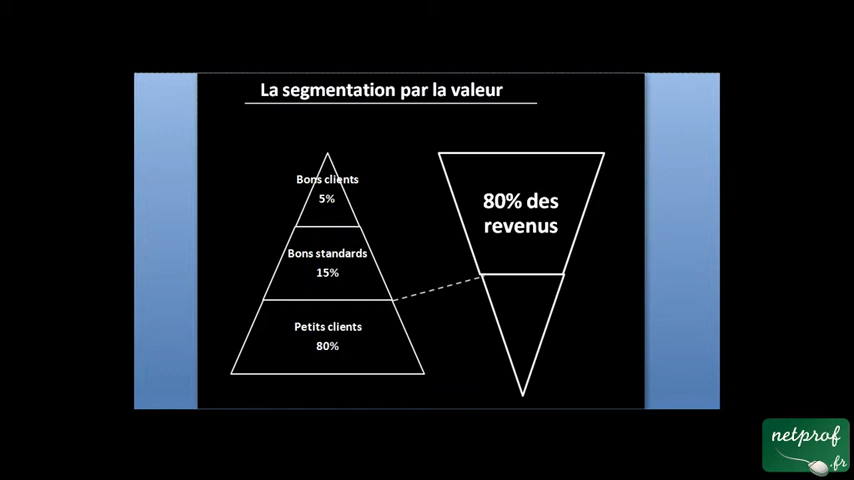 La segmentation par la valeur
Bons clients
5%
Bons standards
15%
Petits clients
80%
80% des
revenus
netprof
.fr